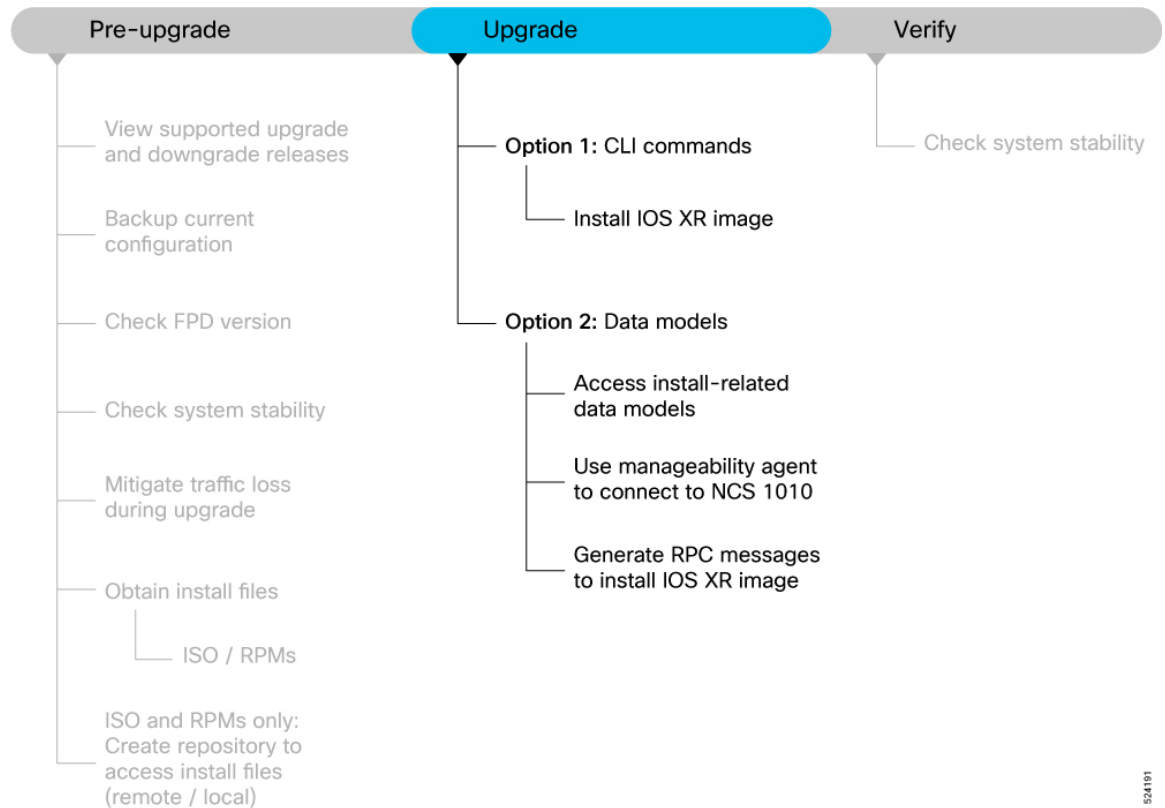 Pre-upgrade
Upgrade
Verify
View supported upgrade
and downgrade releases
Backup current
configuration
Check FPD version
Check system stability
Mitigate traffic loss
during upgrade
Obtain install files
ISO / RPMs
ISO and RPMs only:
Create repository to
access install files
(remote / local)
Option 1: CLI commands
Install IOS XR image
Option 2: Data models
Access install-related
data models
Use manageability agent
to connect to NCS 1010
Generate RPC messages
to install IOS XR image
Check system stability
524191